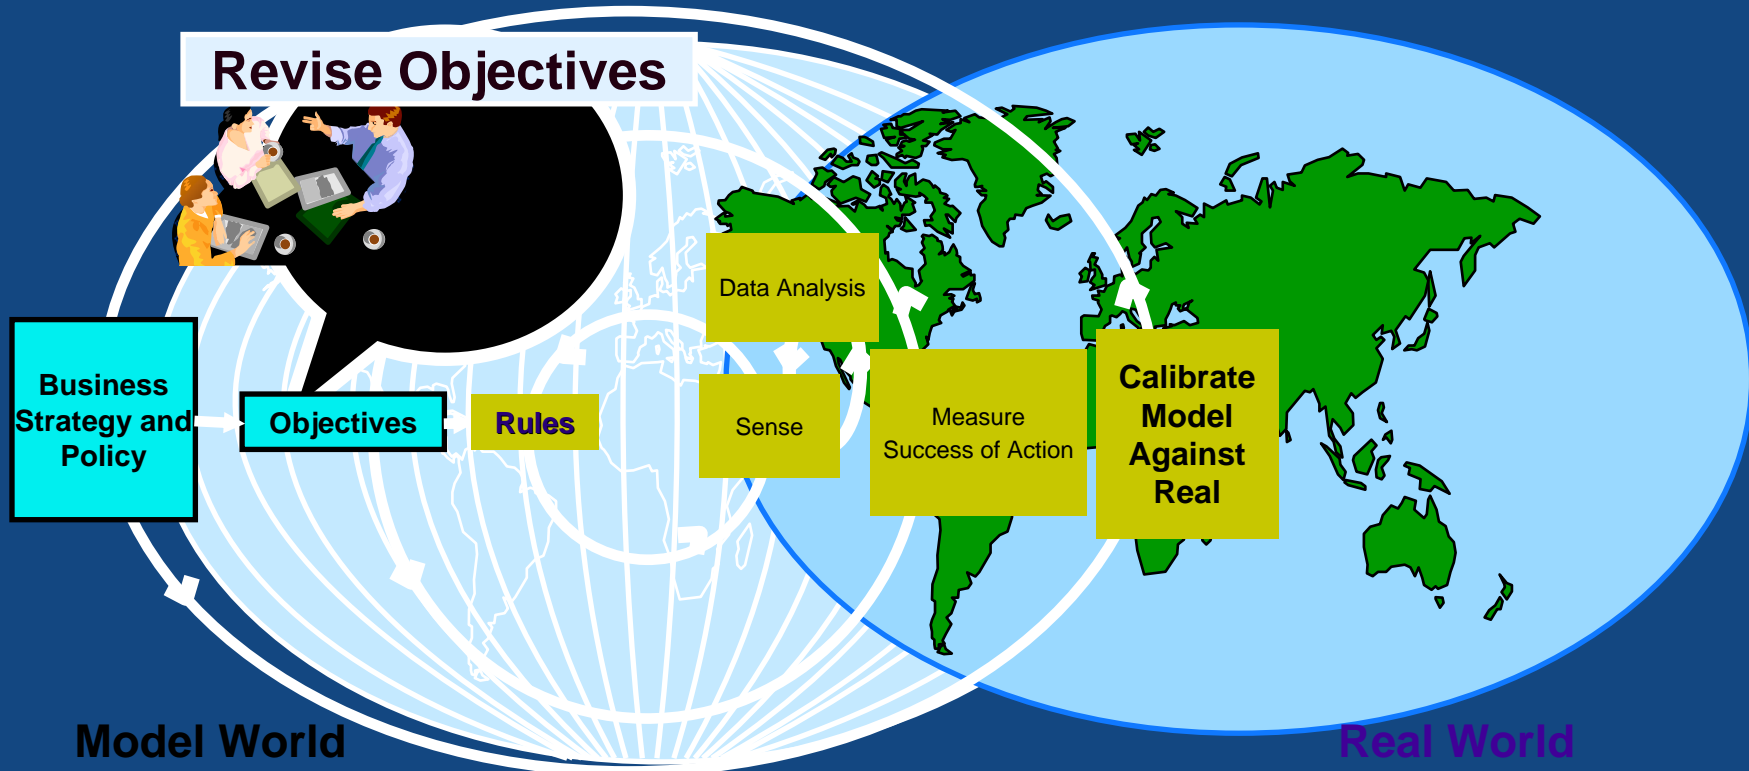 Revise Objectives
Business
Strategy and
Policy
Objectives
Rules
Data Analysis
Sense
Measure
Success of Action
Calibrate
Model
Against
Real
Model World
Real World